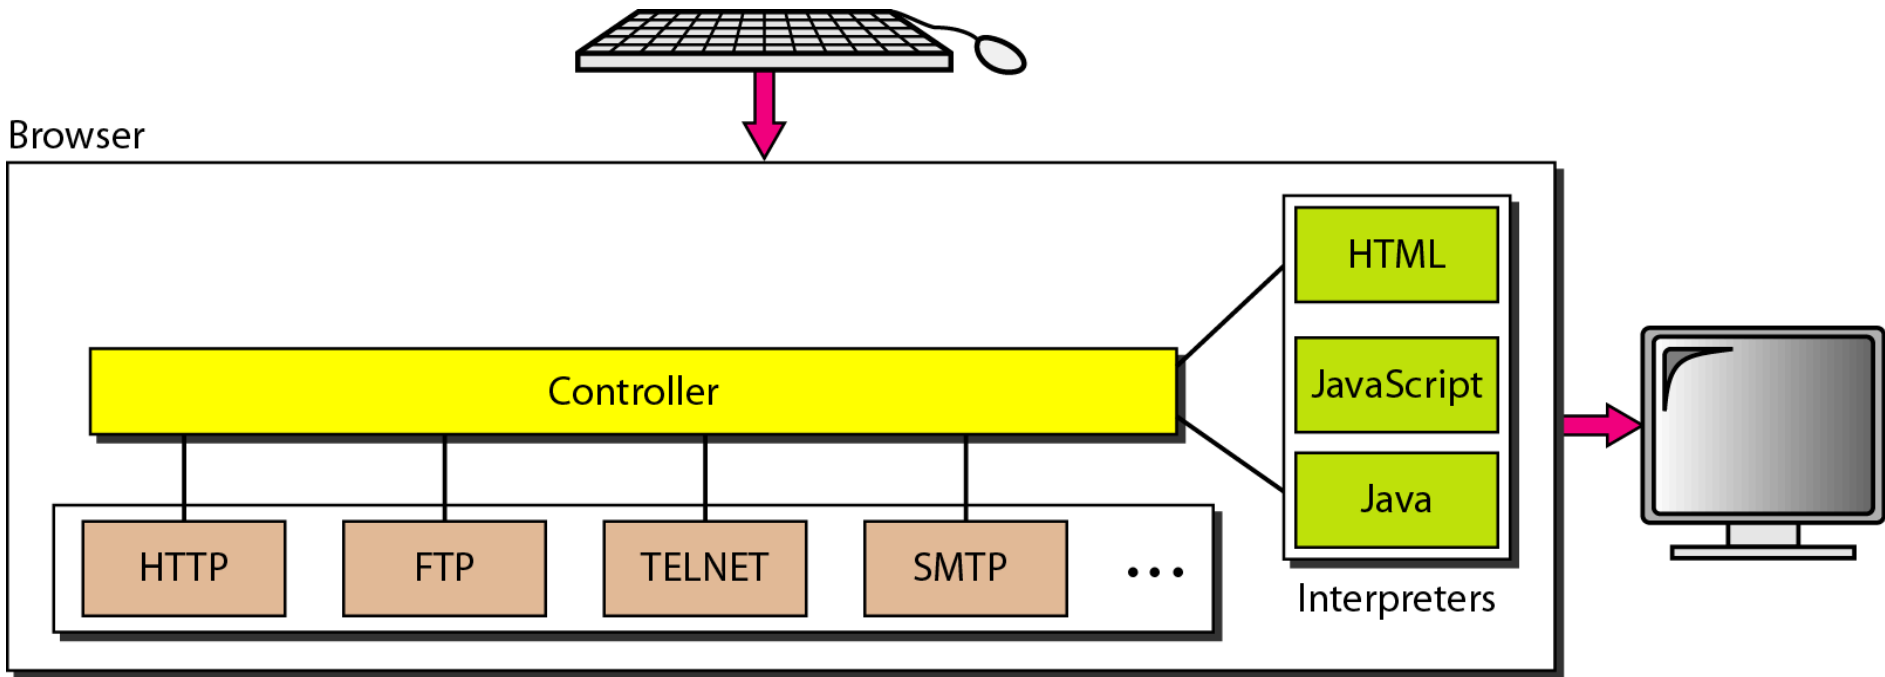 Browser
HTML
Controller
JavaScript
Java
HTTP
FTP
TELNET
SMTP
...
Interpreters